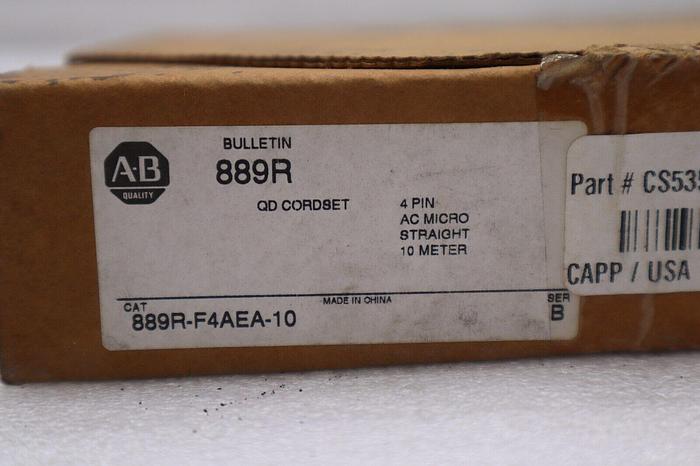 A-B
QUALITY
BULLETIN
889R
QD CORDSET
4 PIN
AC MICRO
STRAIGHT
10 METER
MADE IN CHINA
CAT
889R-F4AEA-10
SER
B
Part # CS53
CAPP / USA